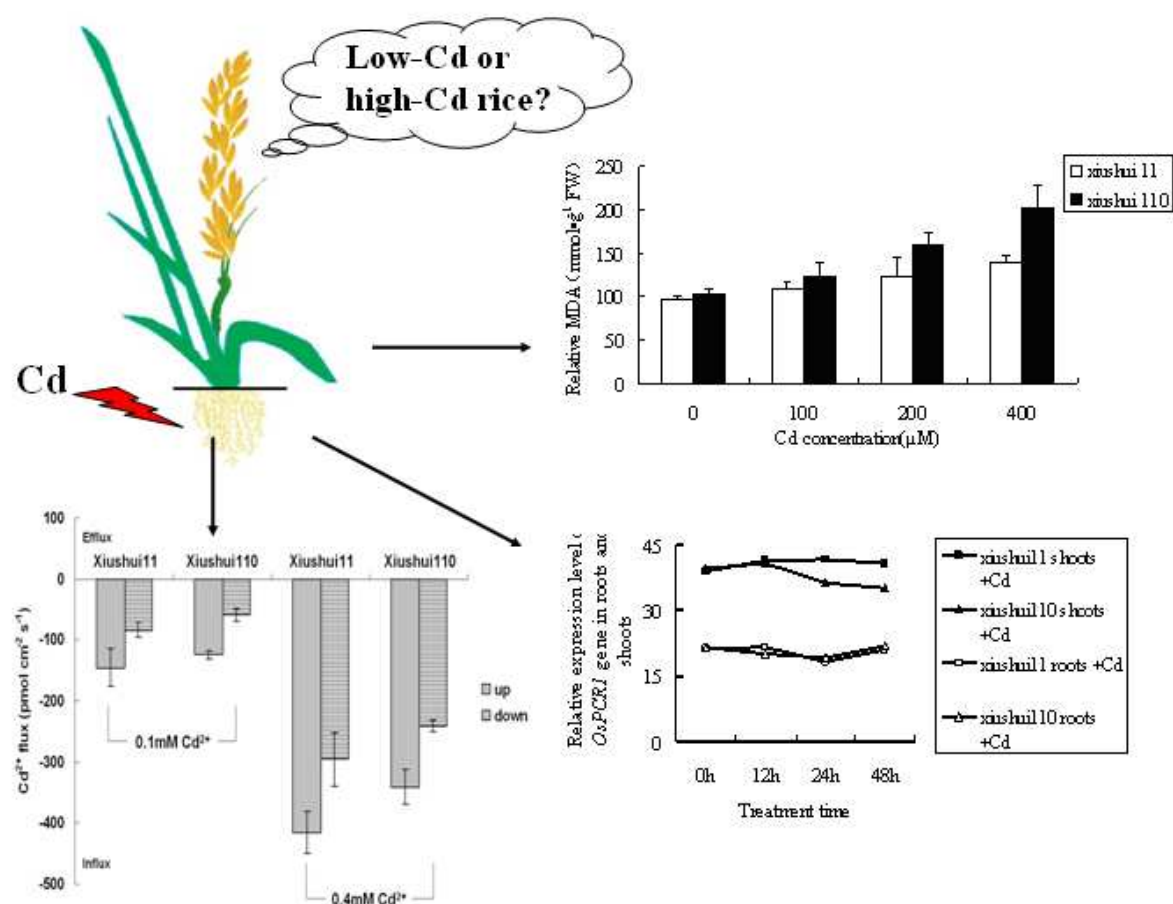 Low-Cd or
high-Cd rice?
Cd
Relative MDA (mmol•g¹ FW)
250
200
150
100
50
0
xiushui 11
xiushui 110
0 100 200 400
Cd concentration(μM)
Cd²⁺ flux (pmol cm⁻² s⁻¹)
100
0
-100
-200
-300
-400
-500
Efflux
Xiushui11 Xiushui110 Xiushui11 Xiushui110
up
down
0.1mM Cd²⁺
0.4mM Cd²⁺
Influx
Relative expression level
OsPCR1 gene in roots and
shoots
45
30
15
0
0h 12h 24h 48h
Treatment time
xiushui11 shoots
+Cd
xiushui110 shoots
+Cd
xiushui11 roots +Cd
xiushui110 roots
+Cd